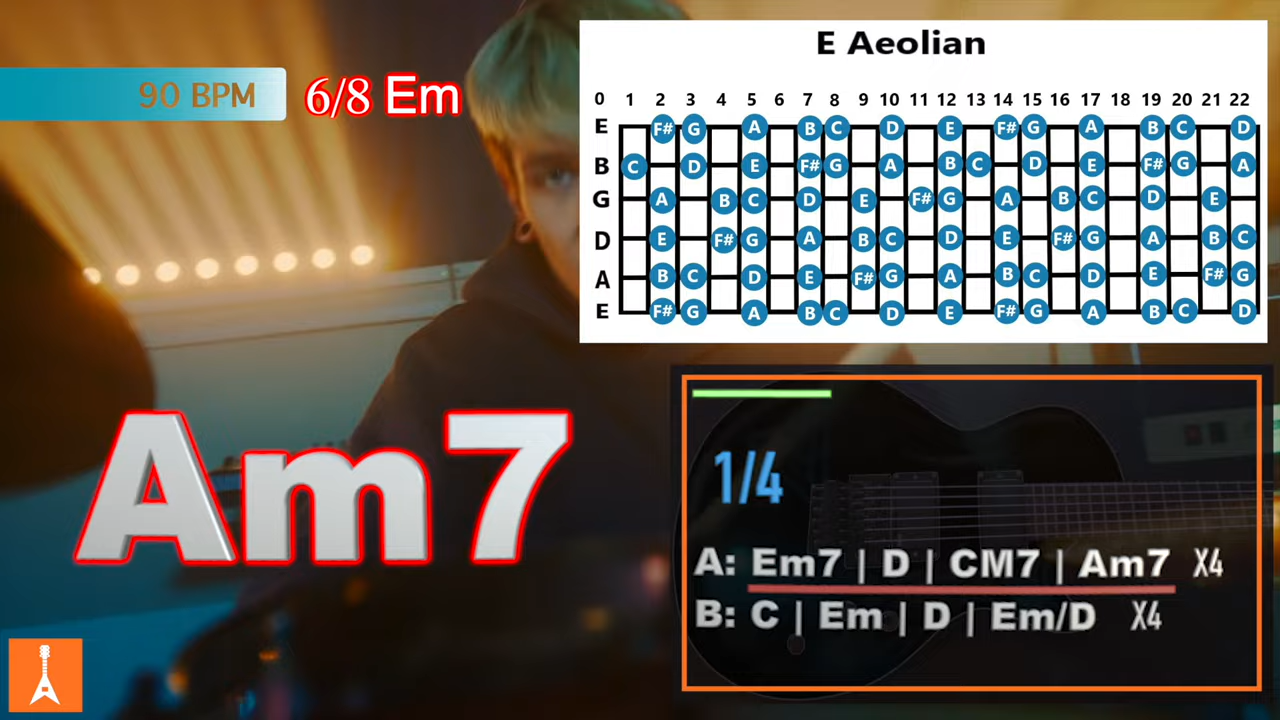 E Aeolian
90 BPM
6/8 Em
0 1 2 3 4 5 6 7 8 9 10 11 12 13 14 15 16 17 18 19 20 21 22
E F# G A B C D E F# G A B C D
B C D E F# G A B C D E F# G A
G A B C D E F# G A B C D E
D E F# G A B C D E F# G A B C
A B C D E F# G A B C D E F# G
E F# G A B C D E F# G A B C D
Am7
1/4
A: Em7 | D | CM7 | Am7 X4
B: C | Em | D | Em/D X4